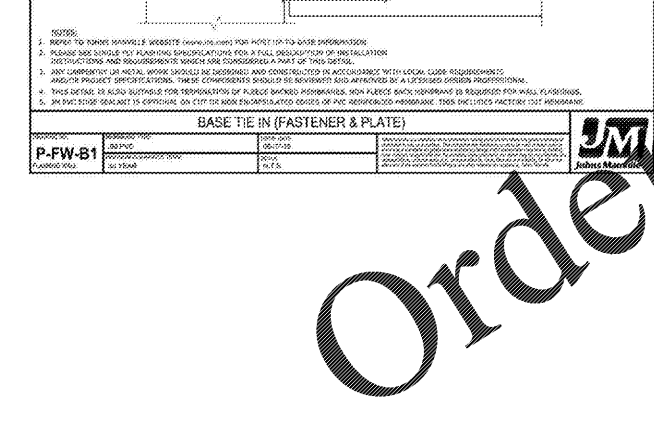 NOTES:
1. REFER TO JOHNS MANVILLE WEBSITE (www.jm.com) FOR MOST UP-TO-DATE INFORMATION
2. PLEASE SEE SINGLE PLY FLASHING SPECIFICATIONS FOR A FULL DESCRIPTION OF INSTALLATION
INSTRUCTIONS AND REQUIREMENTS WHICH ARE CONSIDERED A PART OF THIS DETAIL.
3. ANY CARPENTRY OR METAL WORK SHOULD BE DESIGNED AND CONSTRUCTED IN ACCORDANCE WITH LOCAL CODE REQUIREMENTS
AND/OR PROJECT SPECIFICATIONS. THESE COMPONENTS SHOULD BE REVIEWED AND APPROVED BY A LICENSED DESIGN PROFESSIONAL.
4. THIS DETAIL IS ALSO SUITABLE FOR TERMINATION OF FLEECE BACKED MEMBRANES. NON FLEECE BACK MEMBRANE IS REQUIRED FOR WALL FLASHINGS.
5. JM PVC EDGE SEALANT IS OPTIONAL ON CUT OR NON ENCAPSULATED EDGES OF PVC REINFORCED MEMBRANE. THIS INCLUDES FACTORY CUT MEMBRANE.
BASE TIE IN (FASTENER & PLATE)
P-FW-B1
JM PVC
SCALE
N.T.S.
JM
Johns Manville
Order